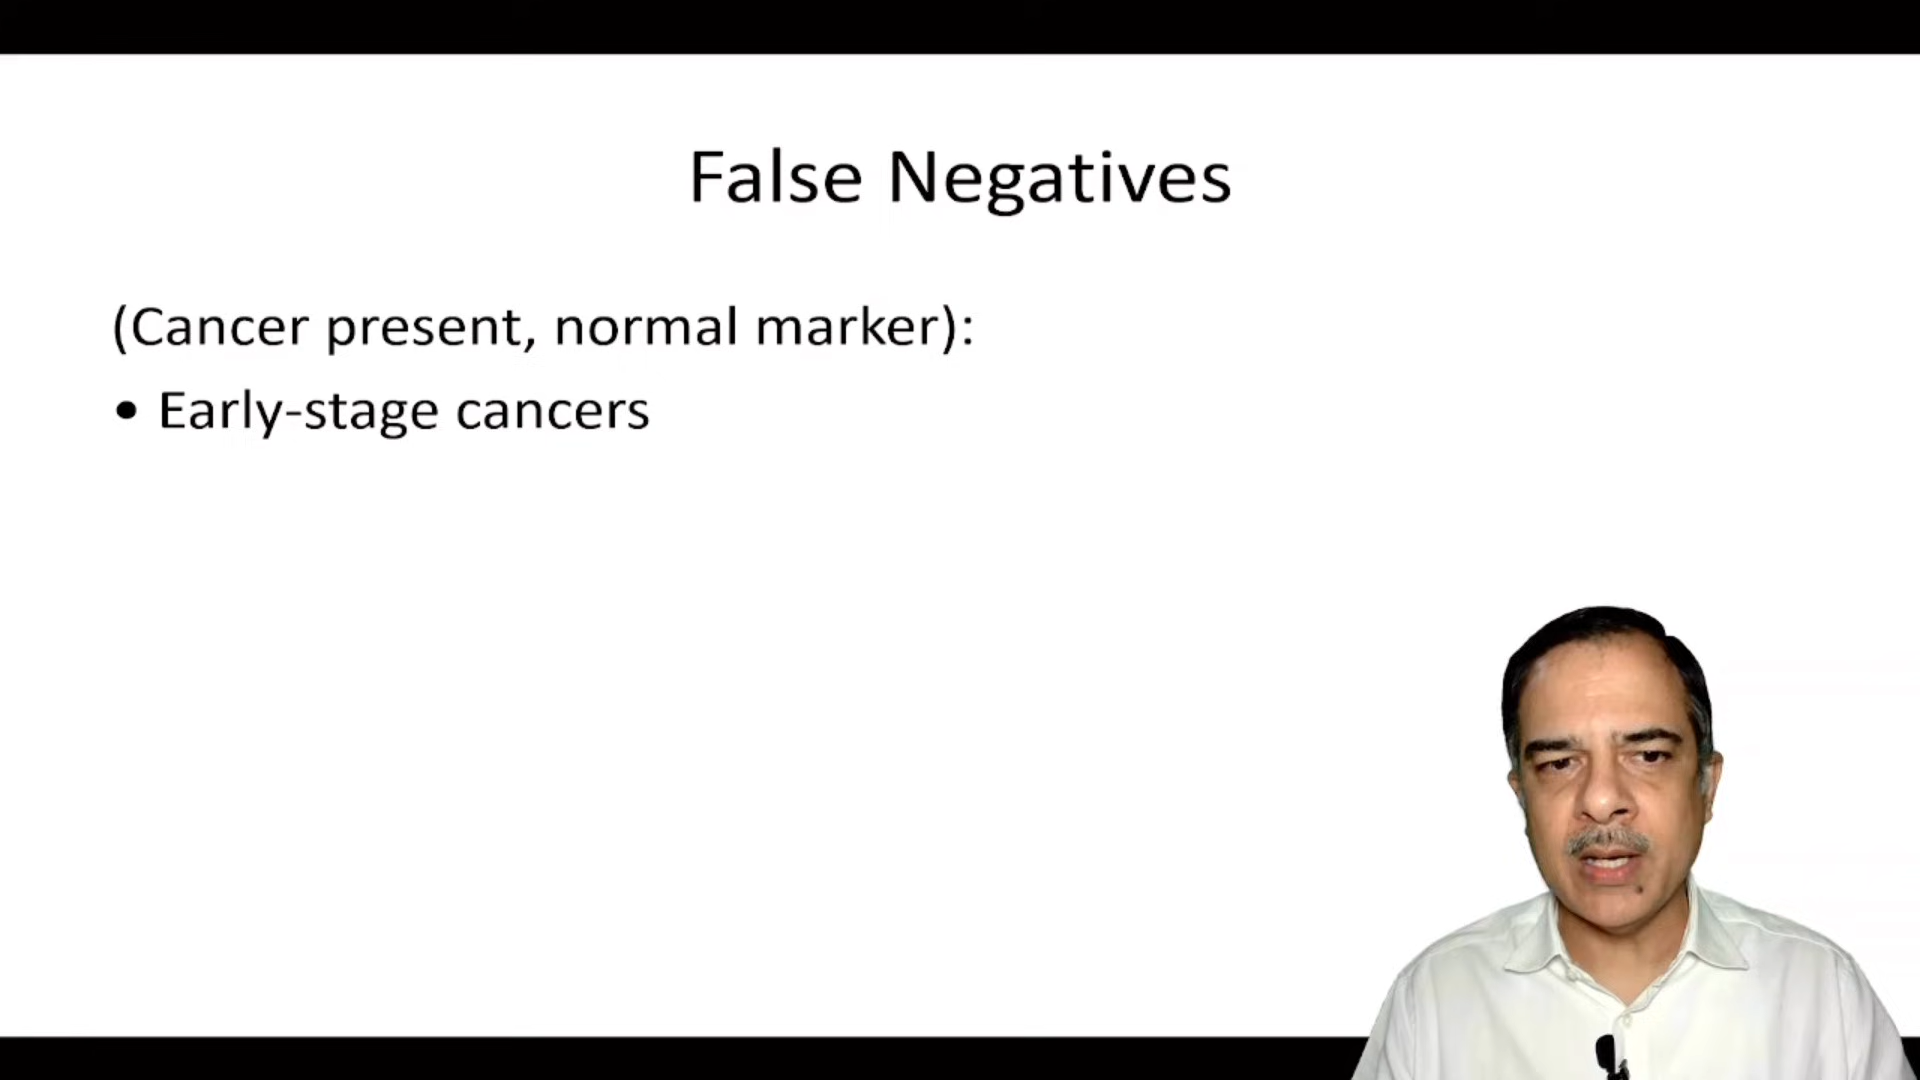 False Negatives
(Cancer present, normal marker):
• Early-stage cancers